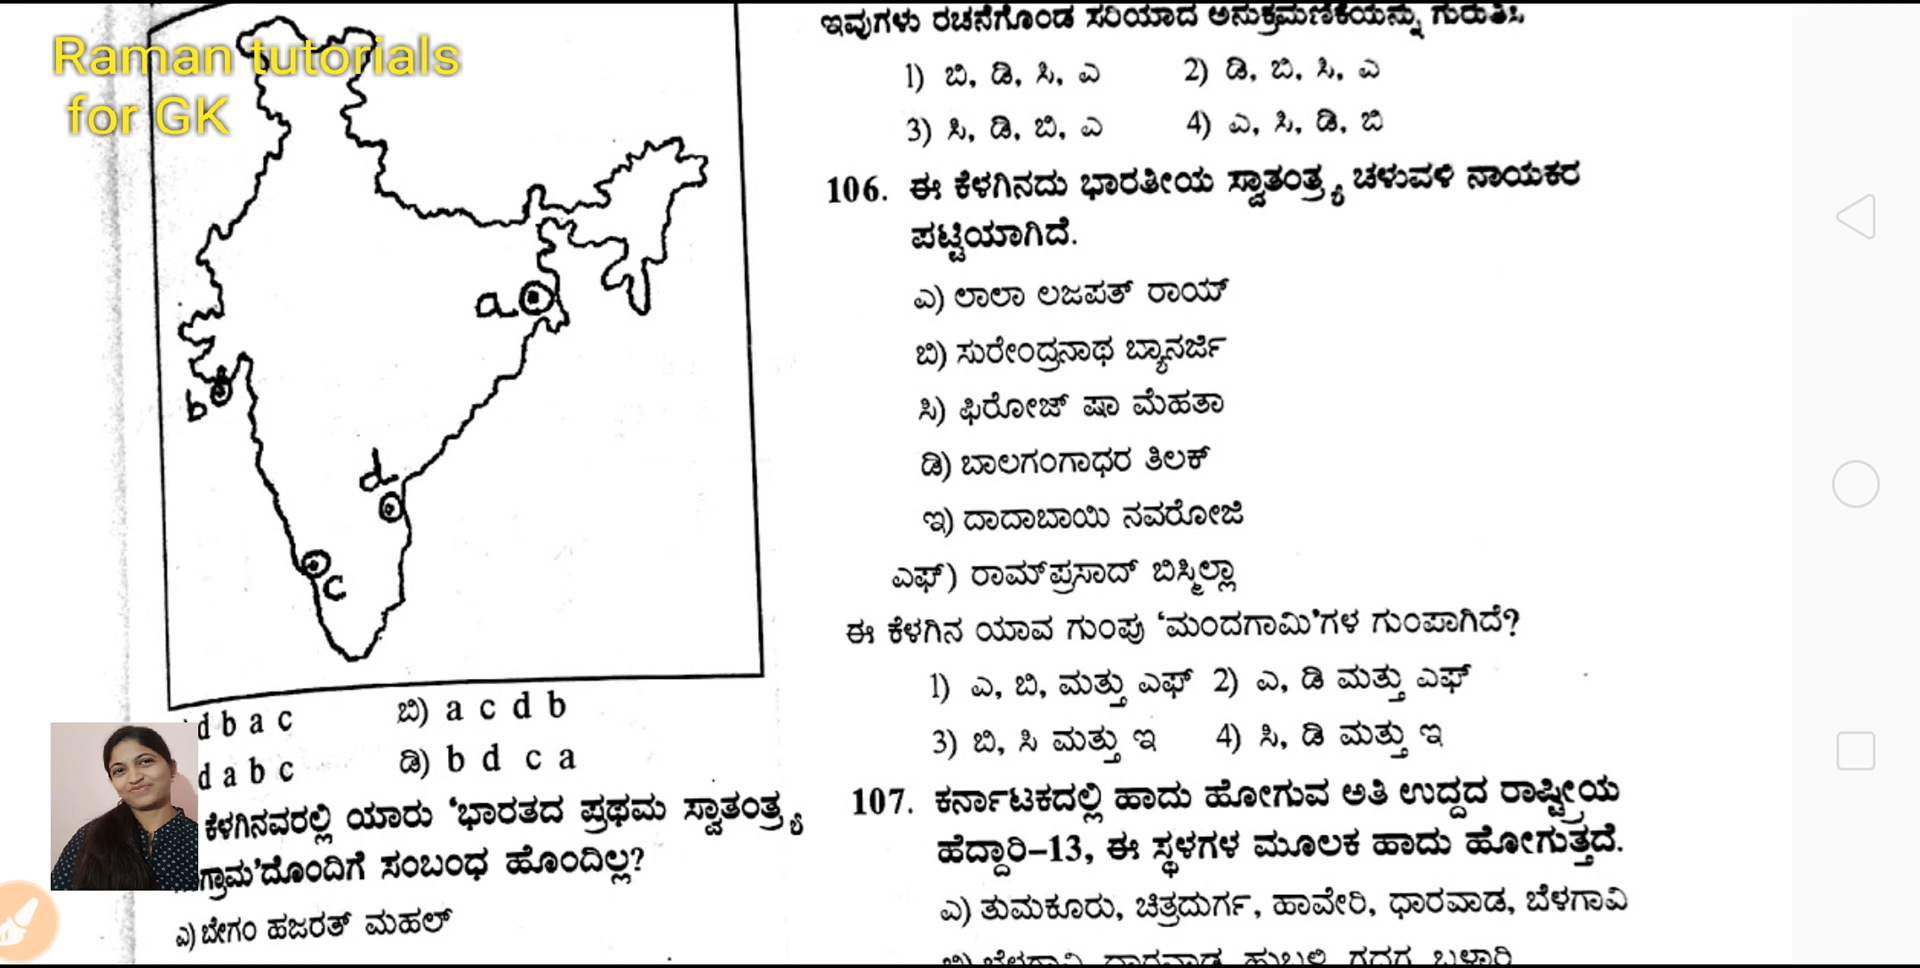 Raman tutorials
for GK
a
b
d
c
d b a c ಬಿ) a c d b
d a b c ಡಿ) b d c a
ಕೆಳಗಿನವರಲ್ಲಿ ಯಾರು ‘ಭಾರತದ ಪ್ರಥಮ ಸ್ವಾತಂತ್ರ್ಯ
ಗ್ರಾಮ’ದೊಂದಿಗೆ ಸಂಬಂಧ ಹೊಂದಿಲ್ಲ?
ಎ) ಬೇಗಂ ಹಜರತ್ ಮಹಲ್
ಇವುಗಳು ರಚನೆಗೊಂಡ ಸರಿಯಾದ ಅನುಕ್ರಮಣಿಕೆಯನ್ನು ಗುರುತಿಸಿ
1) ಬಿ, ಡಿ, ಸಿ, ಎ 2) ಡಿ, ಬಿ, ಸಿ, ಎ
3) ಸಿ, ಡಿ, ಬಿ, ಎ 4) ಎ, ಸಿ, ಡಿ, ಬಿ
106. ಈ ಕೆಳಗಿನದು ಭಾರತೀಯ ಸ್ವಾತಂತ್ರ್ಯ ಚಳುವಳಿ ನಾಯಕರ
ಪಟ್ಟಿಯಾಗಿದೆ.
ಎ) ಲಾಲಾ ಲಜಪತ್ ರಾಯ್
ಬಿ) ಸುರೇಂದ್ರನಾಥ ಬ್ಯಾನರ್ಜಿ
ಸಿ) ಫಿರೋಜ್ ಷಾ ಮೆಹತಾ
ಡಿ) ಬಾಲಗಂಗಾಧರ ತಿಲಕ್
ಇ) ದಾದಾಬಾಯಿ ನವರೋಜಿ
ಎಫ್) ರಾಮ್‌ಪ್ರಸಾದ್ ಬಿಸ್ಮಿಲ್ಲಾ
ಈ ಕೆಳಗಿನ ಯಾವ ಗುಂಪು ‘ಮಂದಗಾಮಿ’ಗಳ ಗುಂಪಾಗಿದೆ?
1) ಎ, ಬಿ, ಮತ್ತು ಎಫ್ 2) ಎ, ಡಿ ಮತ್ತು ಎಫ್
3) ಬಿ, ಸಿ ಮತ್ತು ಇ 4) ಸಿ, ಡಿ ಮತ್ತು ಇ
107. ಕರ್ನಾಟಕದಲ್ಲಿ ಹಾದು ಹೋಗುವ ಅತಿ ಉದ್ದದ ರಾಷ್ಟ್ರೀಯ
ಹೆದ್ದಾರಿ–13, ಈ ಸ್ಥಳಗಳ ಮೂಲಕ ಹಾದು ಹೋಗುತ್ತದೆ.
ಎ) ತುಮಕೂರು, ಚಿತ್ರದುರ್ಗ, ಹಾವೇರಿ, ಧಾರವಾಡ, ಬೆಳಗಾವಿ